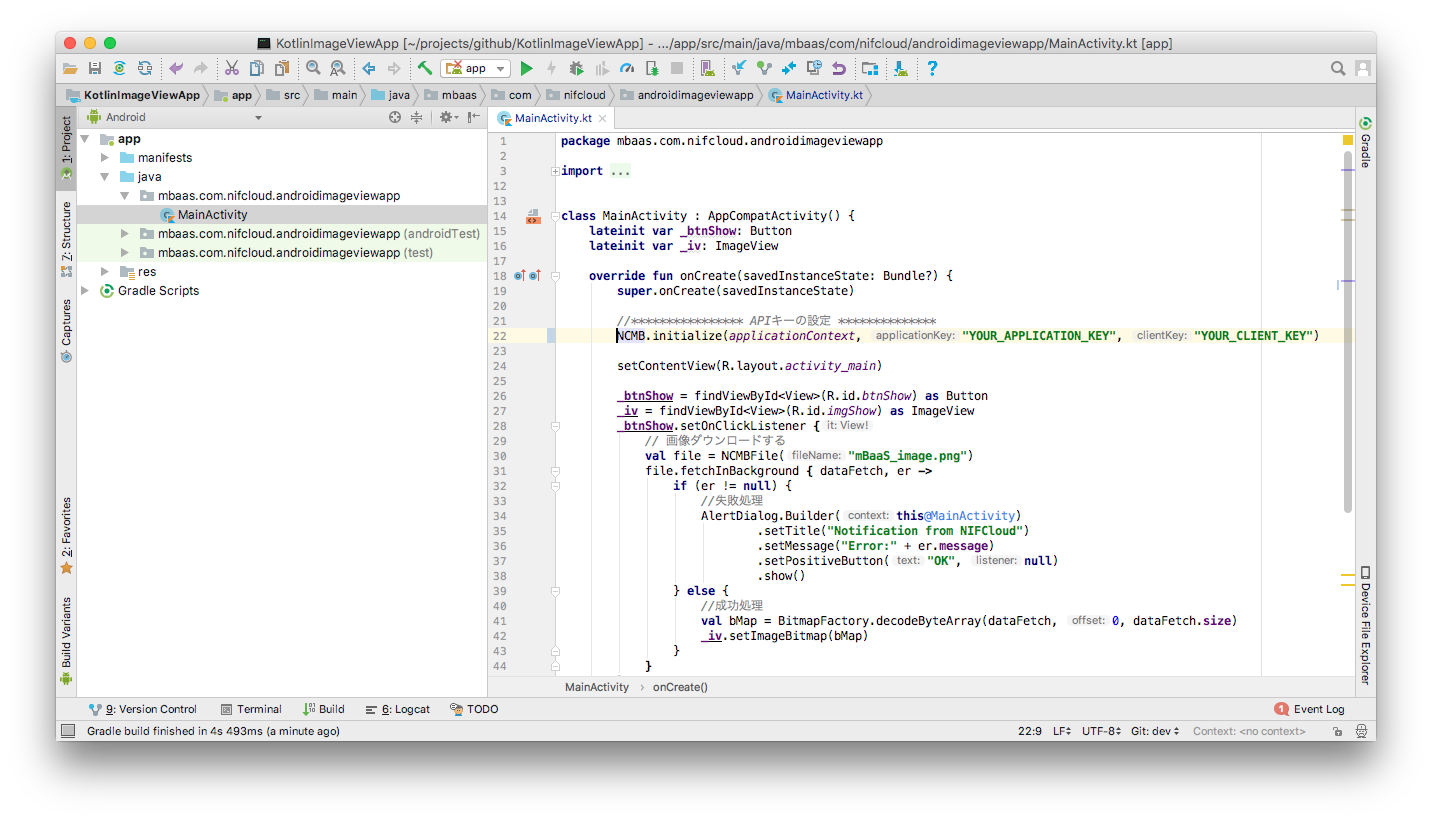 KotlinImageViewApp [~/projects/github/KotlinImageViewApp] - .../app/src/main/java/mbaas/com/nifcloud/androidimageviewapp/MainActivity.kt [app]
app
KotlinImageViewApp app src main java mbaas com nifcloud androidimageviewapp MainActivity.kt
1: Project
Z: Structure
Captures
2: Favorites
Build Variants
Android
app
manifests
java
mbaas.com.nifcloud.androidimageviewapp
MainActivity
mbaas.com.nifcloud.androidimageviewapp (androidTest)
mbaas.com.nifcloud.androidimageviewapp (test)
res
Gradle Scripts
MainActivity.kt
1 package mbaas.com.nifcloud.androidimageviewapp
2
3 import ...
12
13
14 class MainActivity : AppCompatActivity() {
15 lateinit var _btnShow: Button
16 lateinit var _iv: ImageView
17
18 override fun onCreate(savedInstanceState: Bundle?) {
19 super.onCreate(savedInstanceState)
20
21 //**************** APIキーの設定 **************
22 NCMB.initialize(applicationContext, applicationKey: "YOUR_APPLICATION_KEY", clientKey: "YOUR_CLIENT_KEY")
23
24 setContentView(R.layout.activity_main)
25
26 _btnShow = findViewById<View>(R.id.btnShow) as Button
27 _iv = findViewById<View>(R.id.imgShow) as ImageView
28 _btnShow.setOnClickListener { it: View!
29 // 画像ダウンロードする
30 val file = NCMBFile( fileName: "mBaaS_image.png")
31 file.fetchInBackground { dataFetch, er ->
32 if (er != null) {
33 //失敗処理
34 AlertDialog.Builder( context: this@MainActivity)
35 .setTitle("Notification from NIFCloud")
36 .setMessage("Error:" + er.message)
37 .setPositiveButton( text: "OK", listener: null)
38 .show()
39 } else {
40 //成功処理
41 val bMap = BitmapFactory.decodeByteArray(dataFetch, offset: 0, dataFetch.size)
42 _iv.setImageBitmap(bMap)
43 }
44 }
MainActivity › onCreate()
Gradle
Device File Explorer
9: Version Control Terminal Build 6: Logcat TODO 1 Event Log
Gradle build finished in 4s 493ms (a minute ago) 22:9 LF UTF-8 Git: dev Context: <no context>